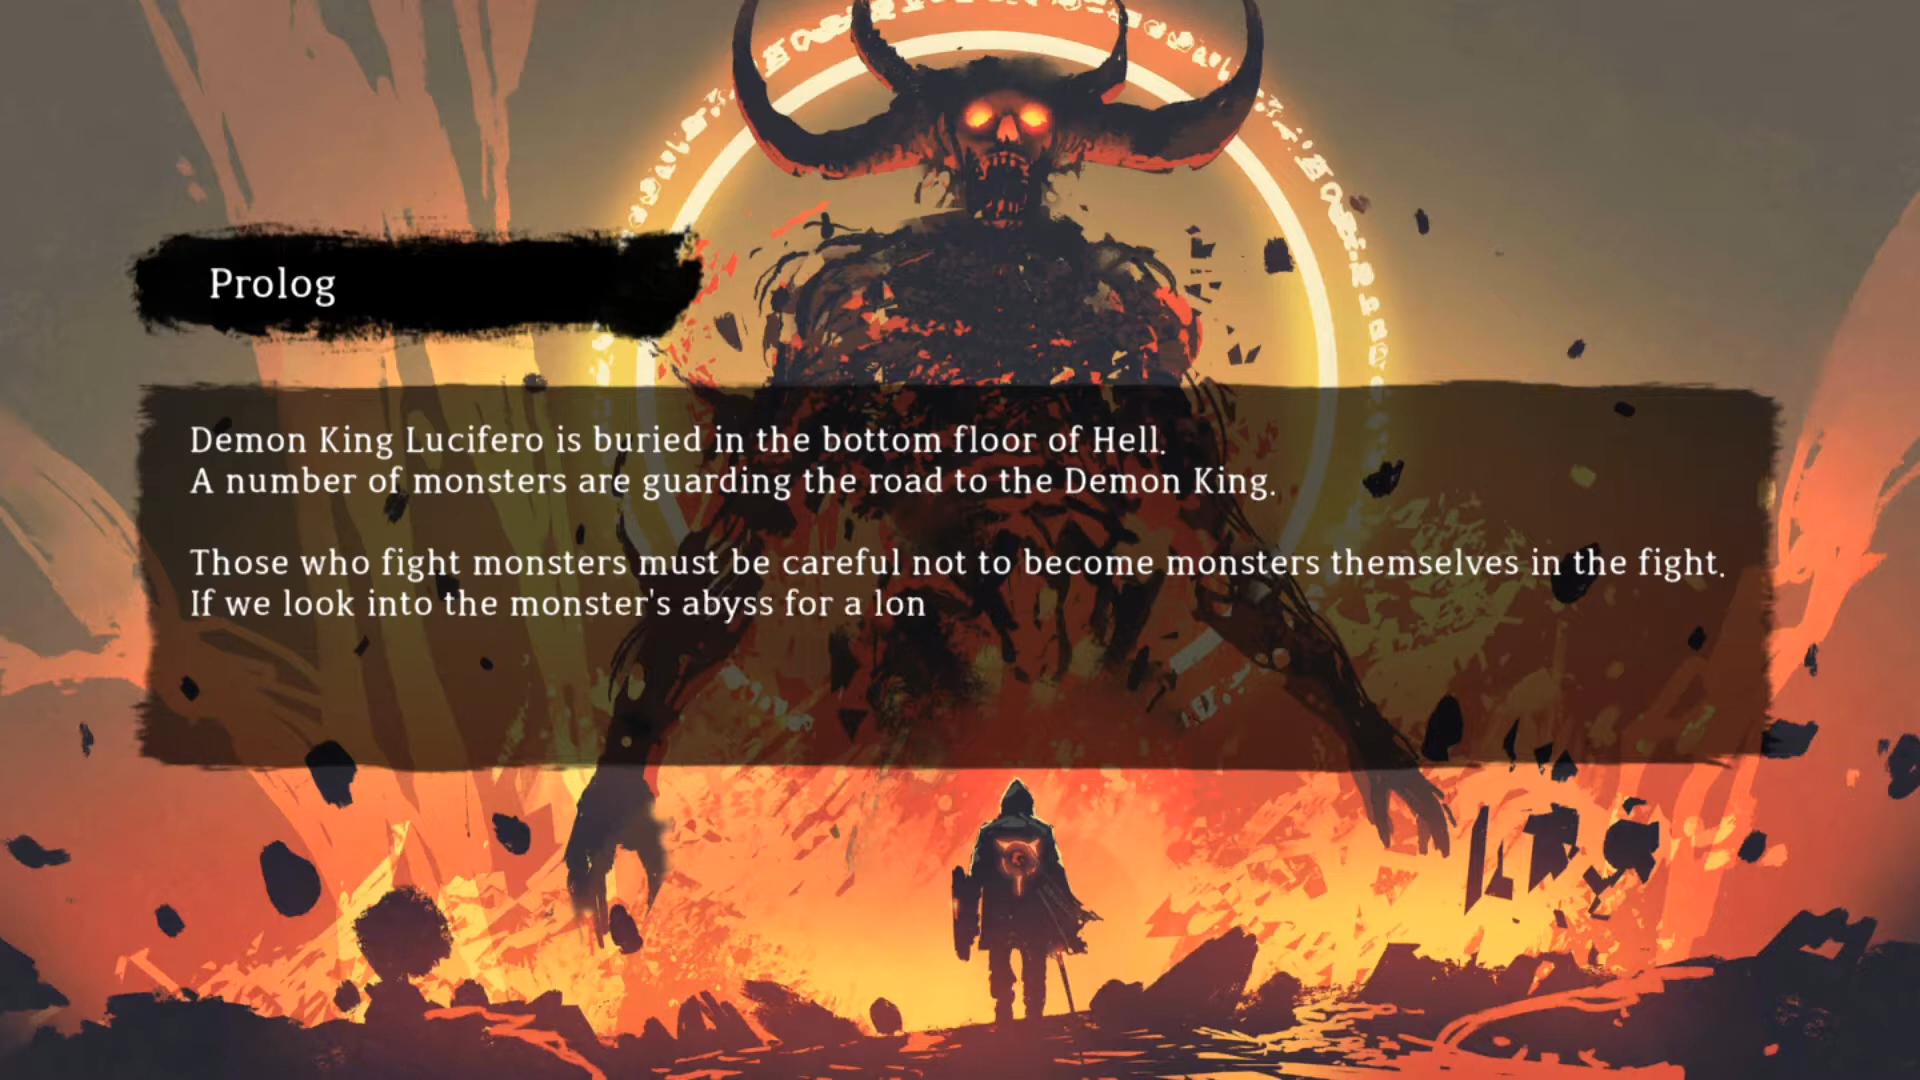 Prolog
Demon King Lucifero is buried in the bottom floor of Hell.
A number of monsters are guarding the road to the Demon King.
Those who fight monsters must be careful not to become monsters themselves in the fight.
If we look into the monster's abyss for a lon